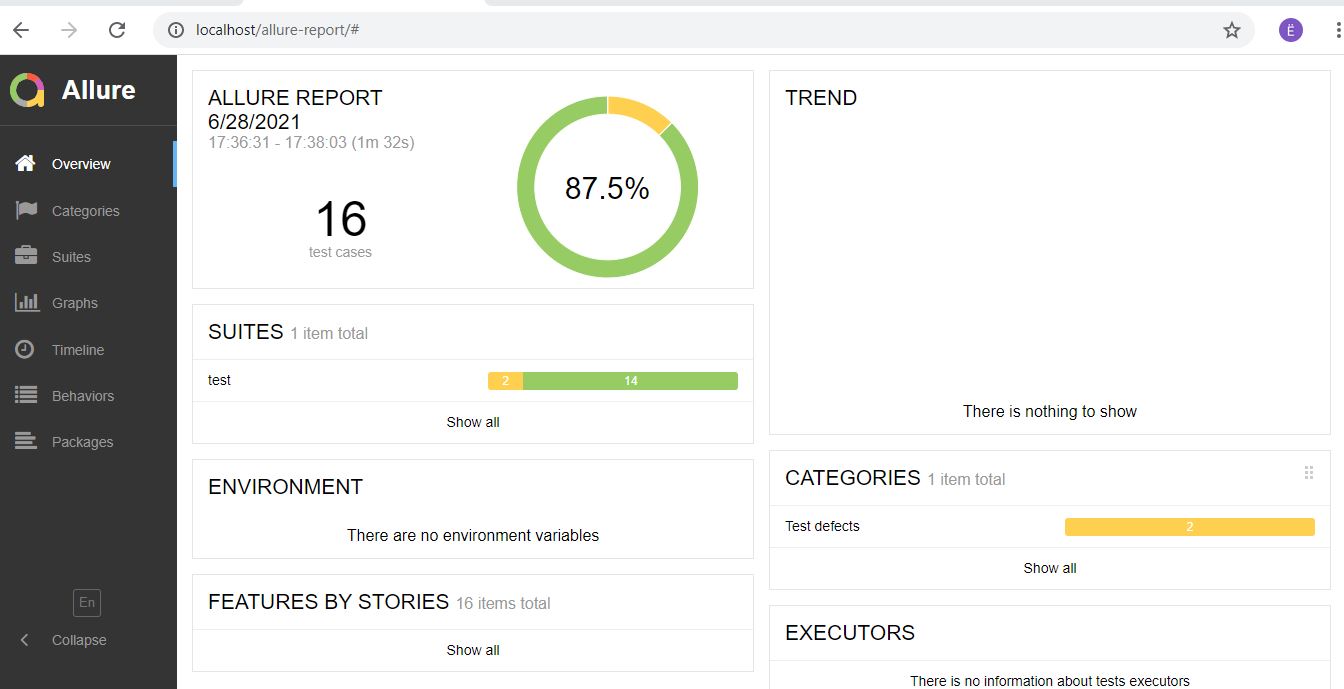 localhost/allure-report/#
Ë
Allure
Overview
Categories
Suites
Graphs
Timeline
Behaviors
Packages
En
Collapse
ALLURE REPORT
6/28/2021
17:36:31 - 17:38:03 (1m 32s)
16
test cases
87.5%
SUITES 1 item total
test 2 14
Show all
ENVIRONMENT
There are no environment variables
FEATURES BY STORIES 16 items total
Show all
TREND
There is nothing to show
CATEGORIES 1 item total
Test defects 2
Show all
EXECUTORS
There is no information about tests executors